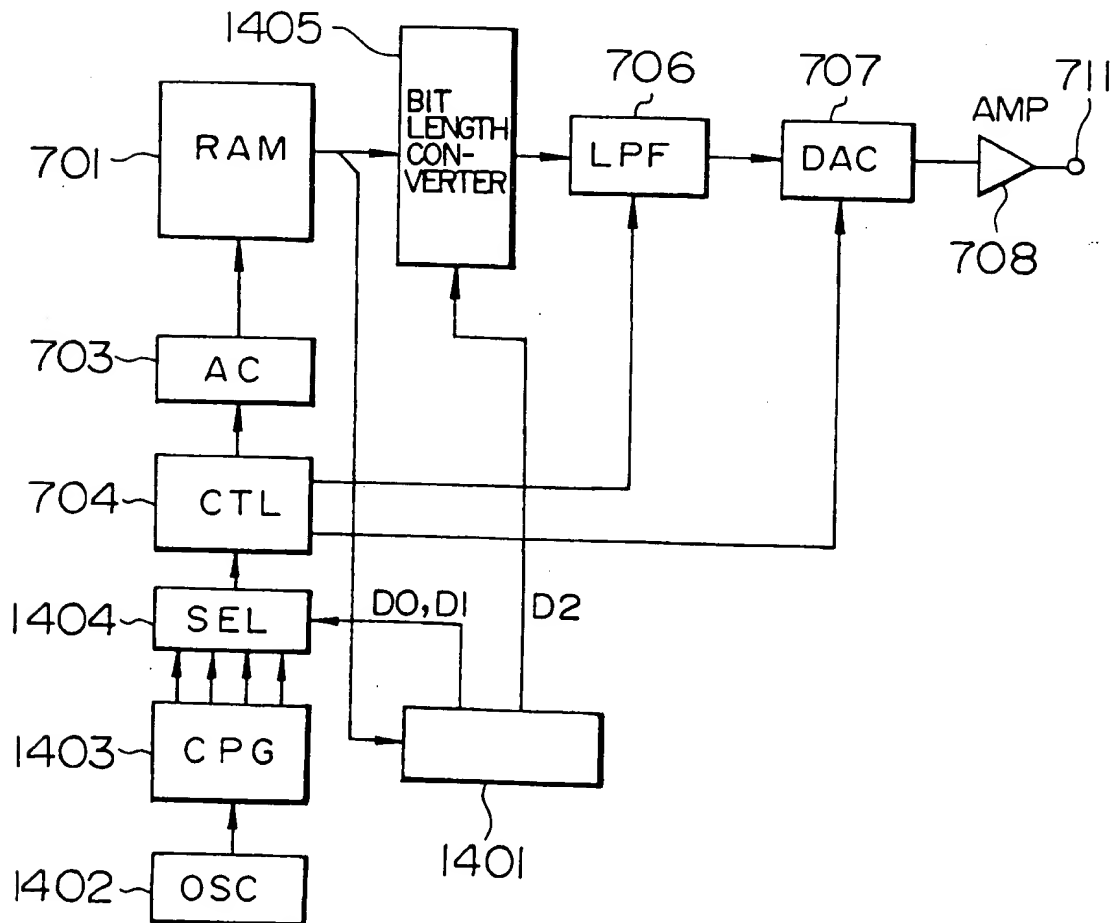 1405
BIT
LENGTH
CON-
VERTER
706
707
711
AMP
RAM
701
LPF
DAC
708
703
AC
704
CTL
1404
SEL
D0, D1
D2
1403
CPG
1401
1402
OSC